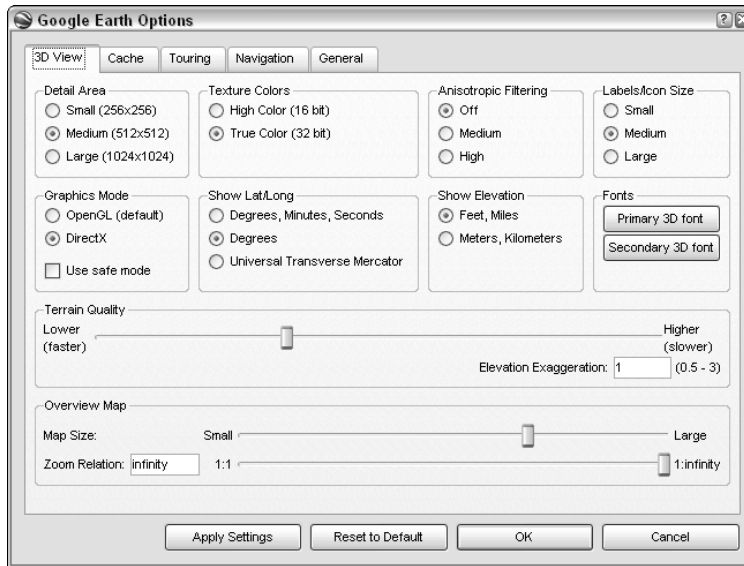 Google Earth Options
3D View Cache Touring Navigation General
Detail Area
Small (256x256)
Medium (512x512)
Large (1024x1024)
Texture Colors
High Color (16 bit)
True Color (32 bit)
Anisotropic Filtering
Off
Medium
High
Labels/Icon Size
Small
Medium
Large
Graphics Mode
OpenGL (default)
DirectX
Use safe mode
Show Lat/Long
Degrees, Minutes, Seconds
Degrees
Universal Transverse Mercator
Show Elevation
Feet, Miles
Meters, Kilometers
Fonts
Primary 3D font
Secondary 3D font
Terrain Quality
Lower
(faster)
Higher
(slower)
Elevation Exaggeration: 1 (0.5 - 3)
Overview Map
Map Size: Small Large
Zoom Relation: infinity 1:1 1:infinity
Apply Settings Reset to Default OK Cancel